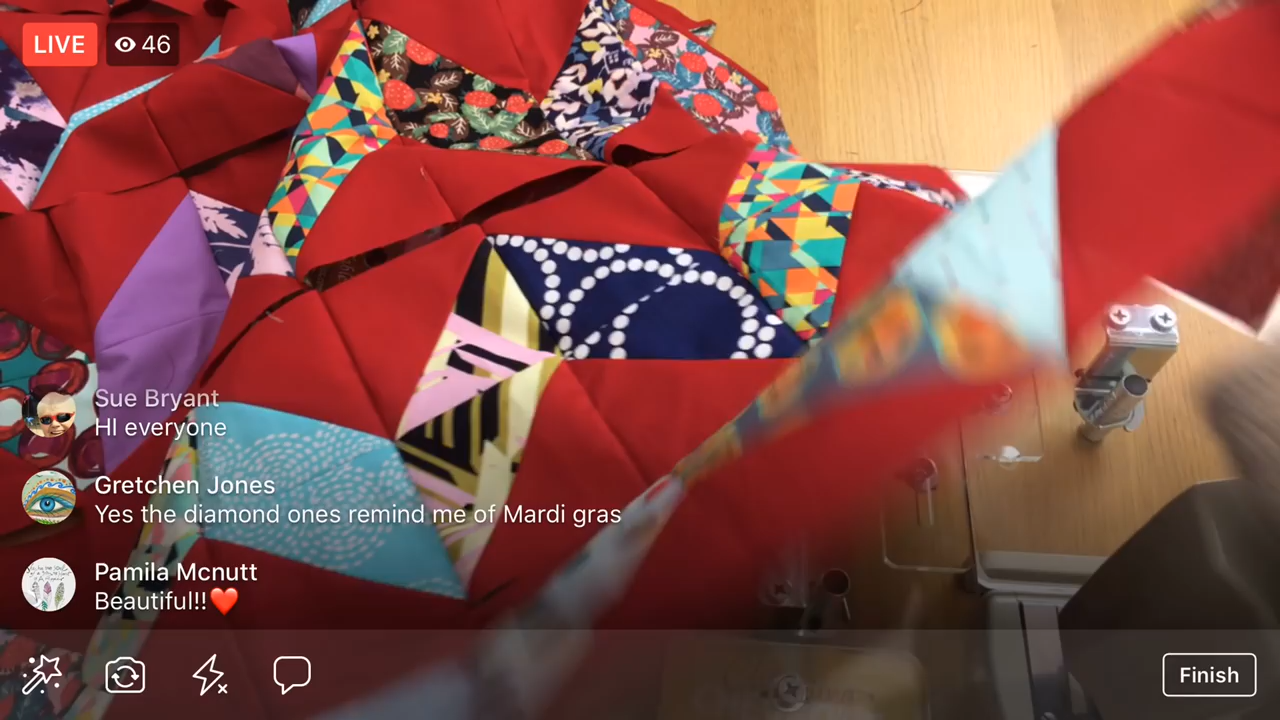 LIVE 46
Sue Bryant
HI everyone
Gretchen Jones
Yes the diamond ones remind me of Mardi gras
Pamila Mcnutt
Beautiful!!❤️
Finish